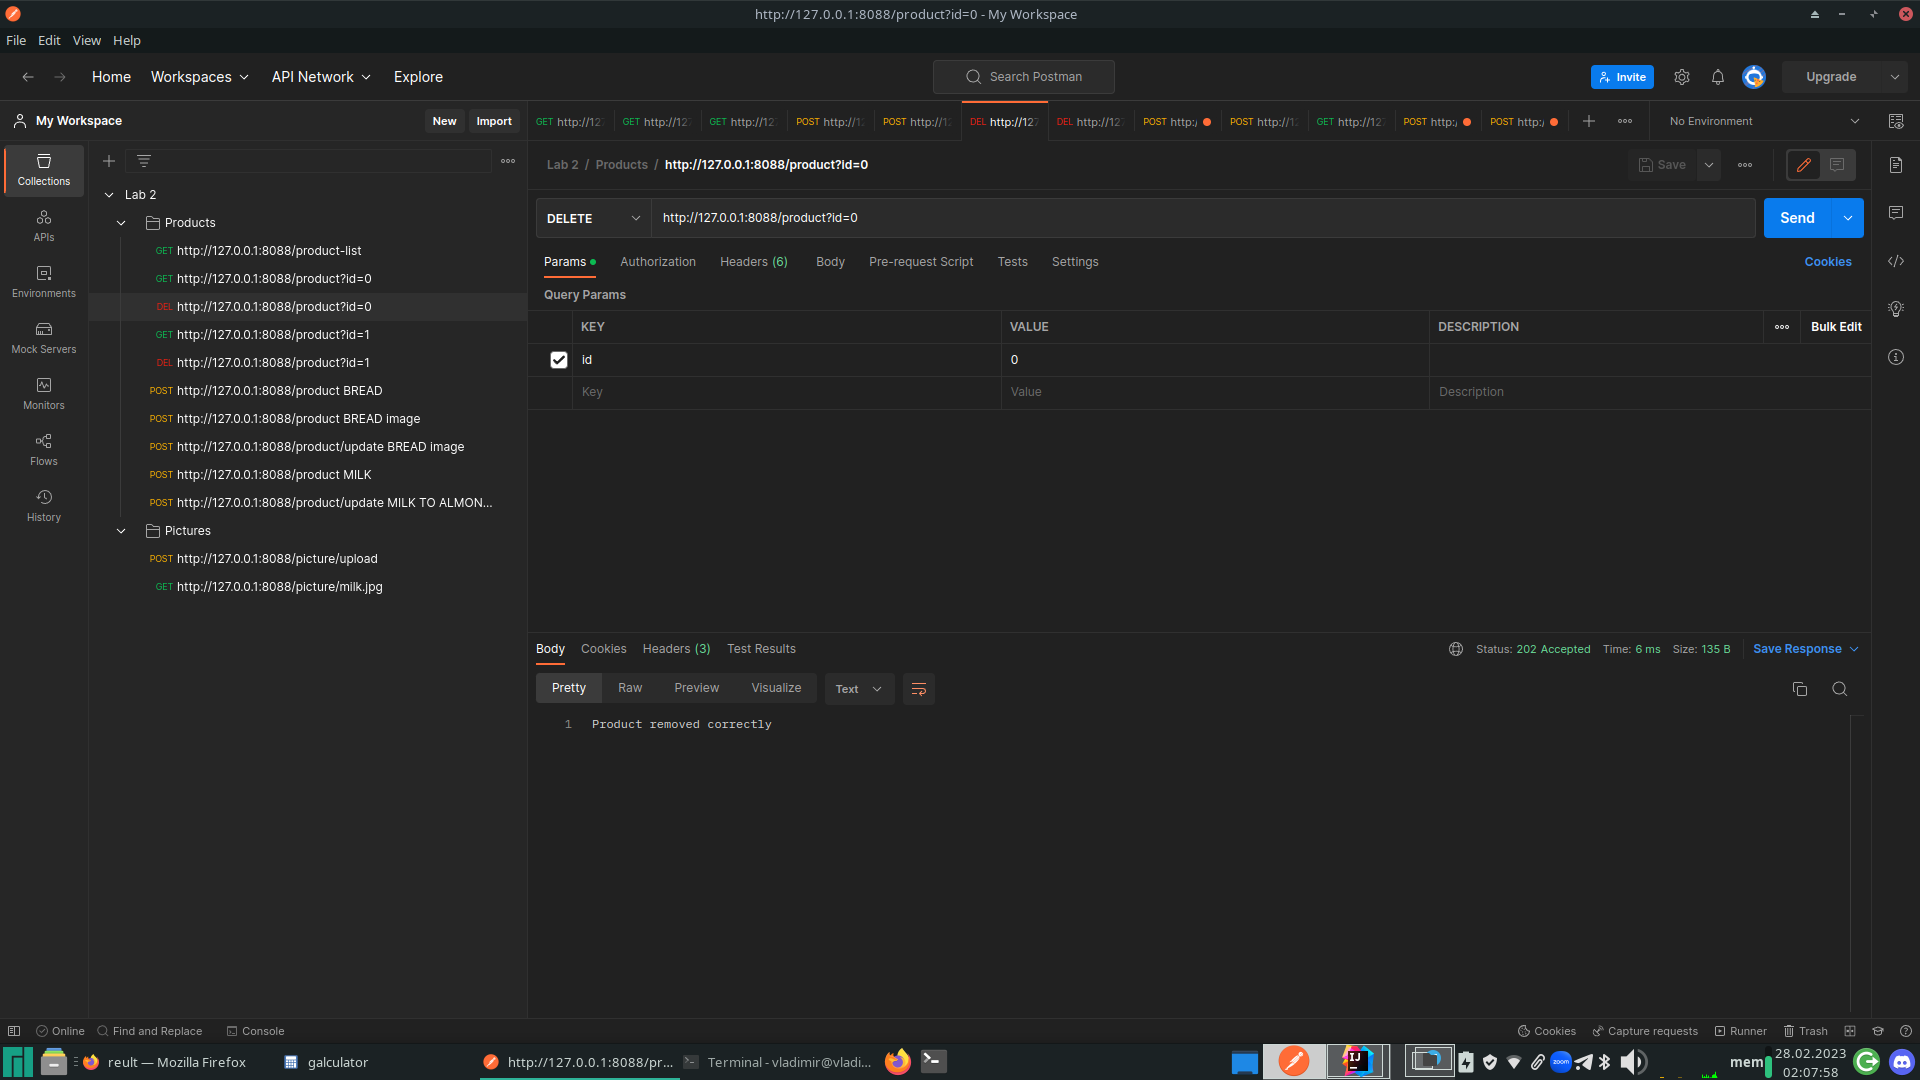 http://127.0.0.1:8088/product?id=0 - My Workspace
File Edit View Help
Home Workspaces API Network Explore
Search Postman
Invite
Upgrade
My Workspace
New Import
GET http://12 GET http://12 GET http://12 POST http://1 POST http://1 DEL http://12 DEL http://12 POST http:/ POST http://1 GET http://12 POST http:/ POST http:/
No Environment
Collections
APIs
Environments
Mock Servers
Monitors
Flows
History
Lab 2
Products
GET http://127.0.0.1:8088/product-list
GET http://127.0.0.1:8088/product?id=0
DEL http://127.0.0.1:8088/product?id=0
GET http://127.0.0.1:8088/product?id=1
DEL http://127.0.0.1:8088/product?id=1
POST http://127.0.0.1:8088/product BREAD
POST http://127.0.0.1:8088/product BREAD image
POST http://127.0.0.1:8088/product/update BREAD image
POST http://127.0.0.1:8088/product MILK
POST http://127.0.0.1:8088/product/update MILK TO ALMON...
Pictures
POST http://127.0.0.1:8088/picture/upload
GET http://127.0.0.1:8088/picture/milk.jpg
Lab 2 / Products / http://127.0.0.1:8088/product?id=0
Save
DELETE http://127.0.0.1:8088/product?id=0
Send
Params Authorization Headers (6) Body Pre-request Script Tests Settings
Cookies
Query Params
KEY VALUE DESCRIPTION Bulk Edit
id 0
Key Value Description
Body Cookies Headers (3) Test Results
Status: 202 Accepted Time: 6 ms Size: 135 B Save Response
Pretty Raw Preview Visualize Text
1 Product removed correctly
Online Find and Replace Console
Cookies Capture requests Runner Trash
reult — Mozilla Firefox galculator http://127.0.0.1:8088/pr... Terminal - vladimir@vladi...
IJ
zoom
mem
28.02.2023
02:07:58